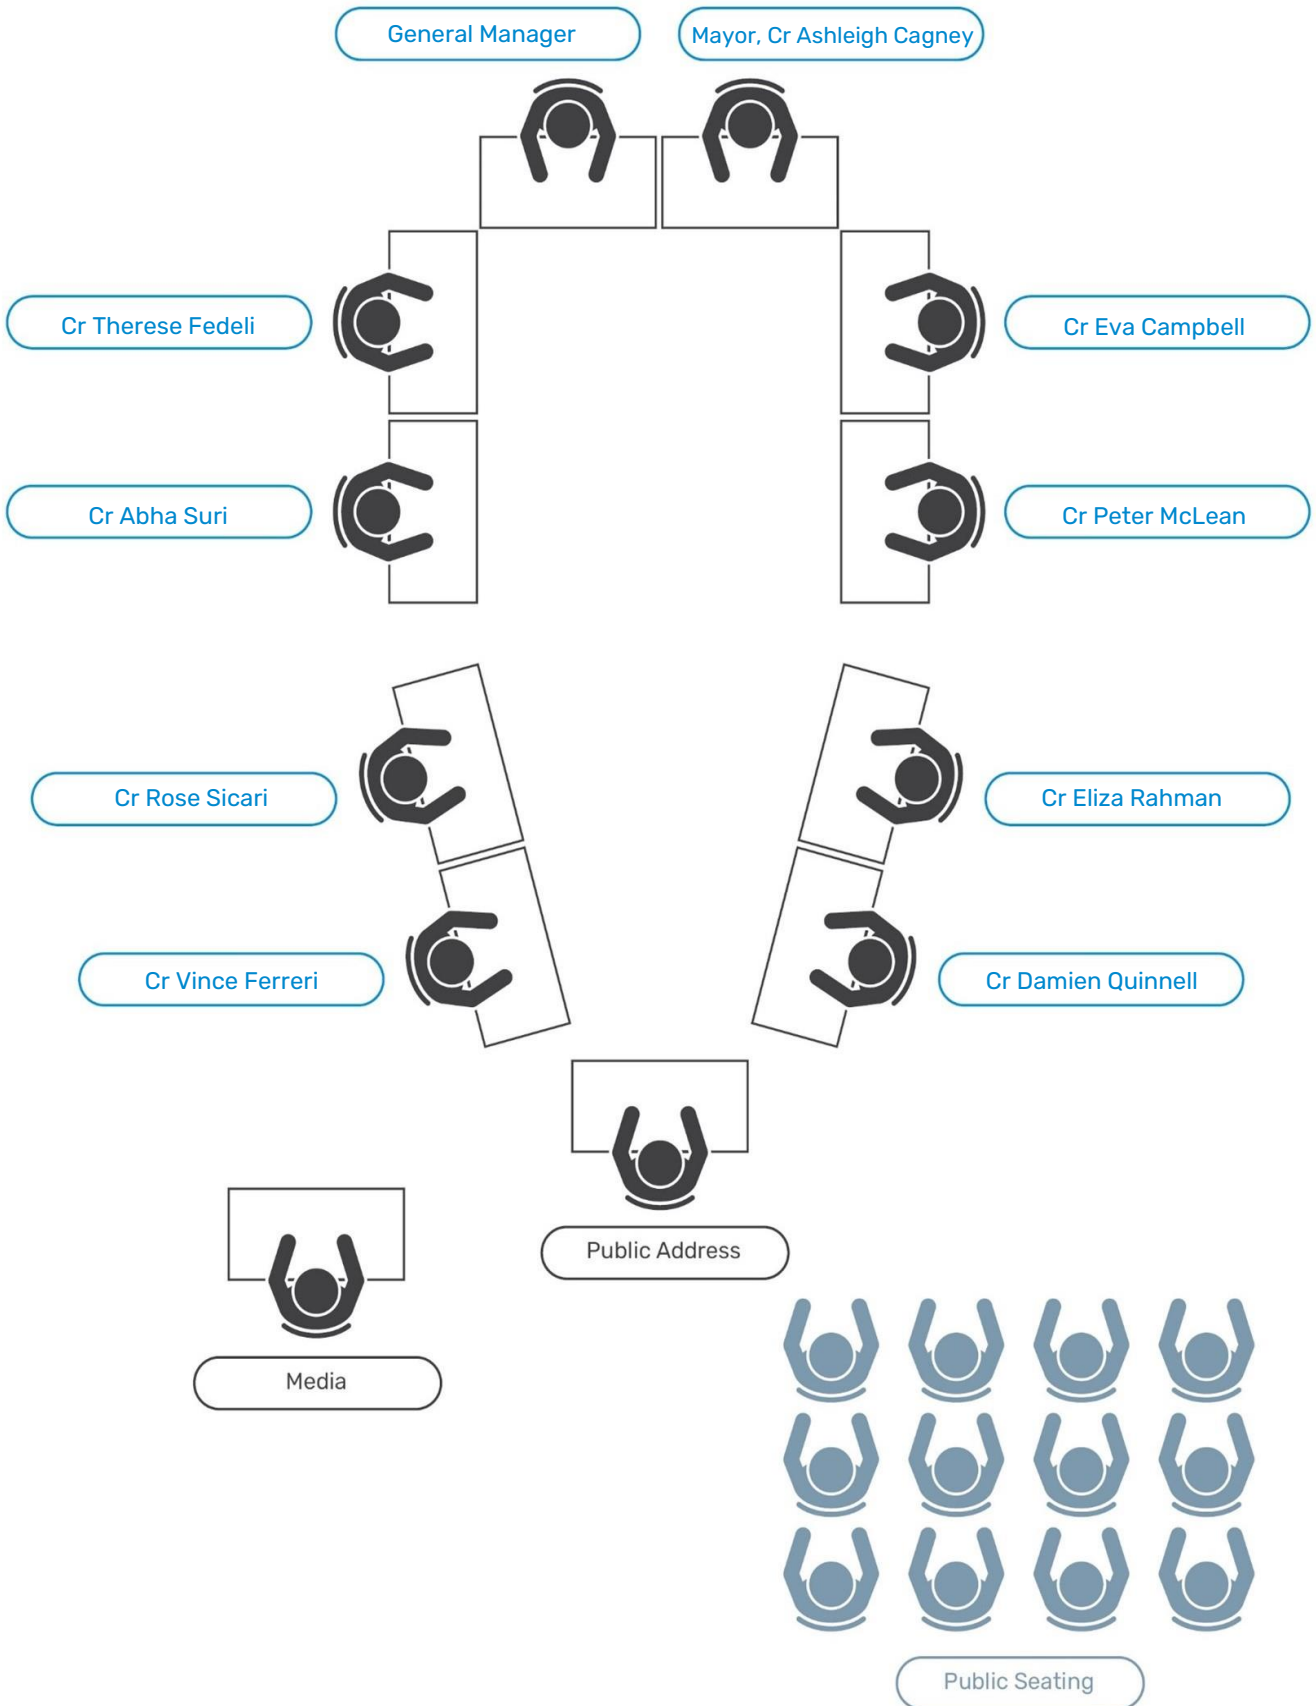 General Manager
Mayor, Cr Ashleigh Cagney
Cr Therese Fedeli
Cr Eva Campbell
Cr Abha Suri
Cr Peter McLean
Cr Rose Sicari
Cr Eliza Rahman
Cr Vince Ferreri
Cr Damien Quinnell
Public Address
Media
Public Seating